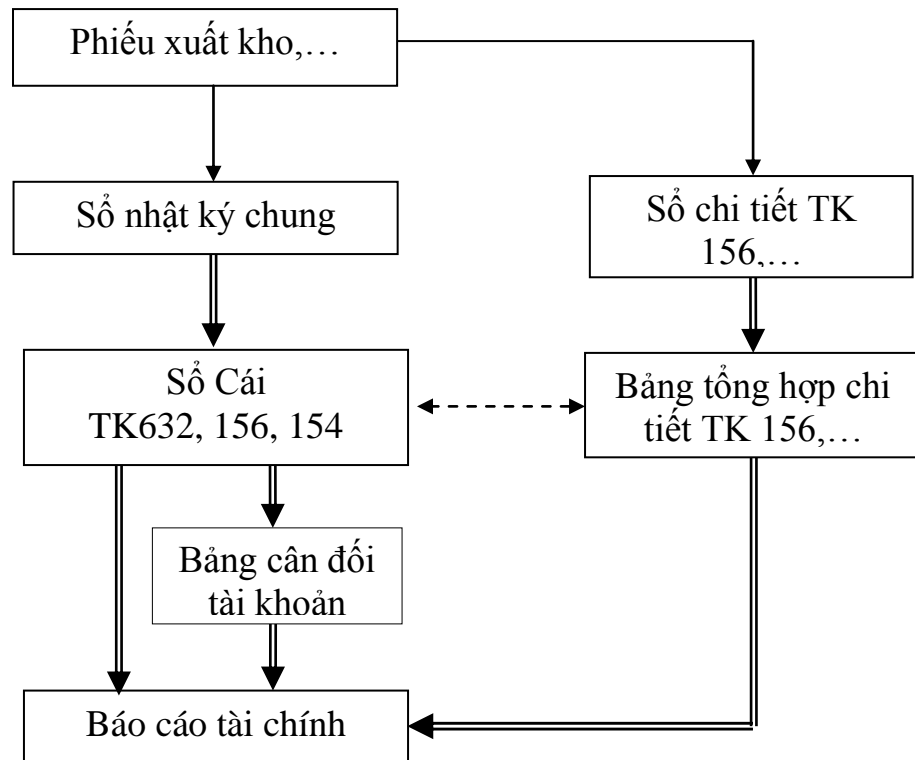 Phiếu xuất kho,…
Sổ nhật ký chung
Sổ chi tiết TK
156,…
Sổ Cái
TK632, 156, 154
Bảng tổng hợp chi
tiết TK 156,…
Bảng cân đối
tài khoản
Báo cáo tài chính